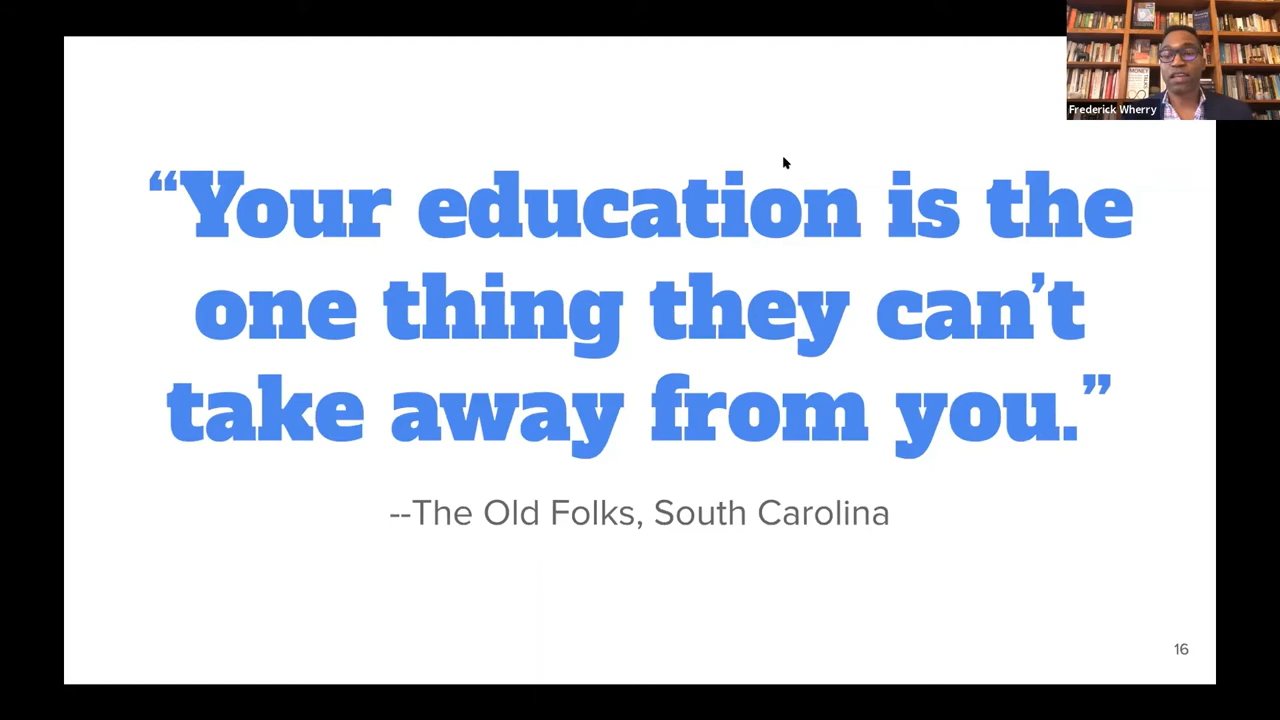 Frederick Wherry
“Your education is the
one thing they can’t
take away from you.”
--The Old Folks, South Carolina
16
MONEY